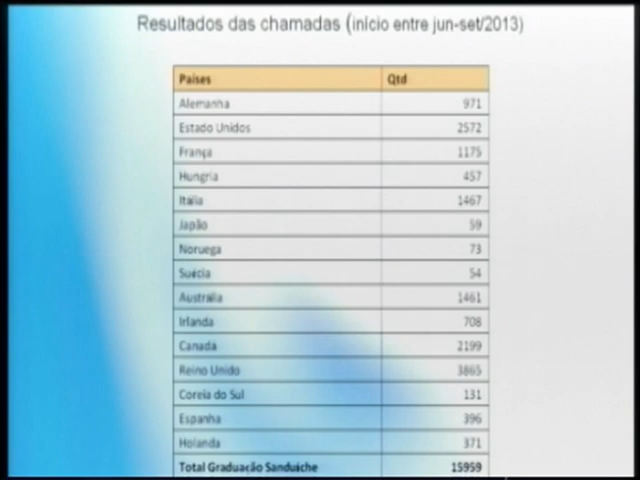 Resultados das chamadas (início entre jun-set/2013)
Países Qtd
Alemanha 971
Estado Unidos 2572
França 1175
Hungria 457
Itália 1467
Japão 59
Noruega 73
Suécia 54
Austrália 1461
Irlanda 708
Canada 2199
Reino Unido 3865
Coreia do Sul 131
Espanha 396
Holanda 371
Total Graduação Sanduiche 15959